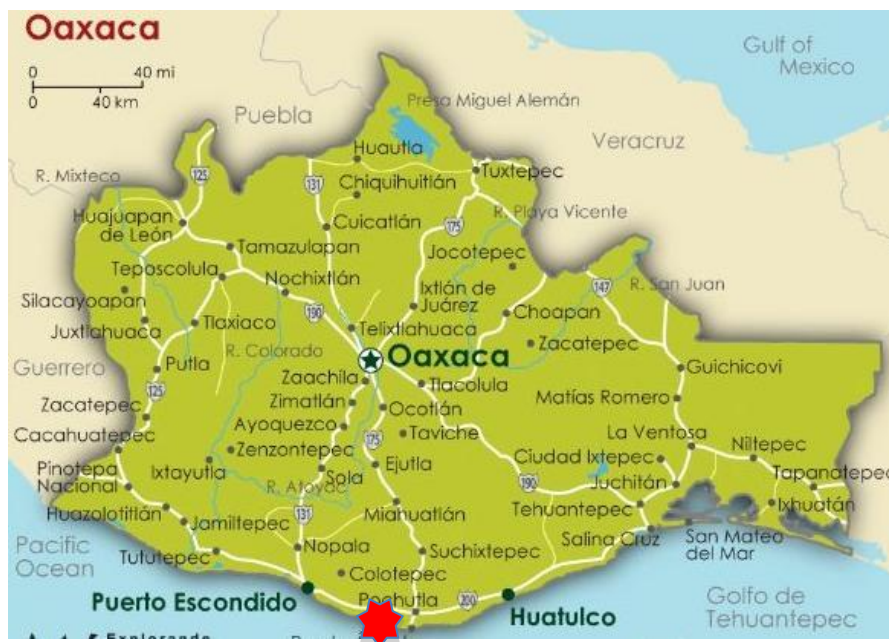 Oaxaca
0 40 mi
0 40 km
Gulf of
Mexico
Puebla
Presa Miguel Alemán
Veracruz
R. Mixteco
125
131
Huautla
Chiquihuitlán
Tuxtepec
R. Playa Vicente
Huajuapan
de León
Cuicatlán
175
Tamazulapan
Jocotepec
Teposcolula
Nochixtlán
R. San Juan
147
Silacayoapan
Ixtlán de
Juárez
Choapan
Juxtlahuaca
Tlaxiaco
190
Telixtlahuaca
Zacatepec
R. Colorado
Oaxaca
Guerrero
Putla
Zaachila
Tlacolula
Guichicovi
125
Zimatlán
Ocotlán
Matías Romero
Zacatepec
Ayoquezco
Taviche
La Ventosa
Cacahuatepec
Zenzontepec
175
Niltepec
Pinotepa
Nacional
Ixtayutla
Sola
Ejutla
Ciudad Ixtepec
Tapanatepec
R. Atoyac
190
Juchitán
Huazolotitlán
Jamiltepec
131
Miahuatlán
Tehuantepec
Ixhuatán
Pacific
Ocean
Tututepec
Nopala
Suchixtepec
Salina Cruz
San Mateo
del Mar
Colotepec
Puerto Escondido
Pochutla
200
Huatulco
Golfo de
Tehuantepec
Explorando